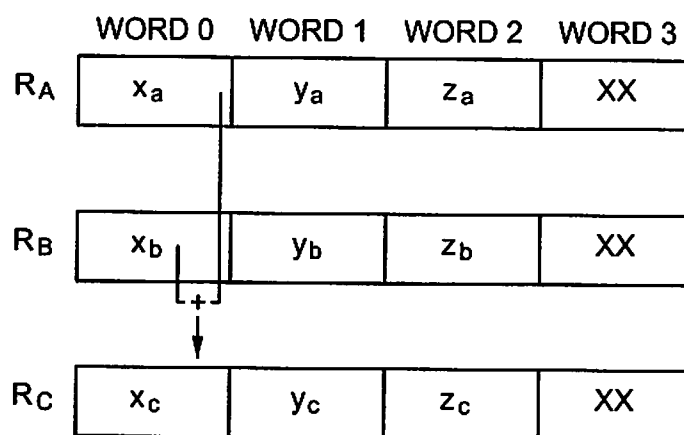 WORD 0 WORD 1 WORD 2 WORD 3
RA xa ya za XX
RB xb yb zb XX
+
RC xc yc zc XX